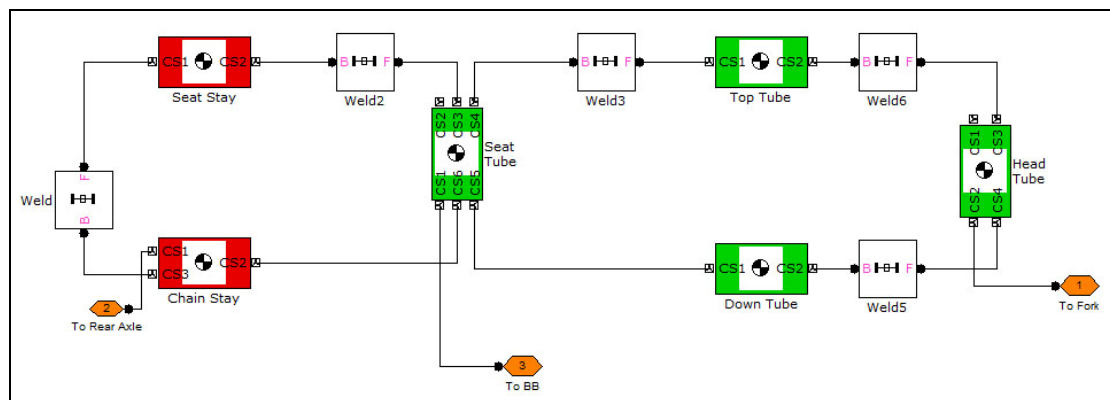 CS1 CS2
Seat Stay
B F
Weld2
B F
Weld3
CS1 CS2
Top Tube
B F
Weld6
CS2 CS3 CS4
CS1 CS6 CS5
Seat
Tube
CS1 CS3
CS2 CS4
Head
Tube
F
B
Weld
CS1
CS3
CS2
Chain Stay
CS1 CS2
Down Tube
B F
Weld5
2
To Rear Axle
1
To Fork
3
To BB